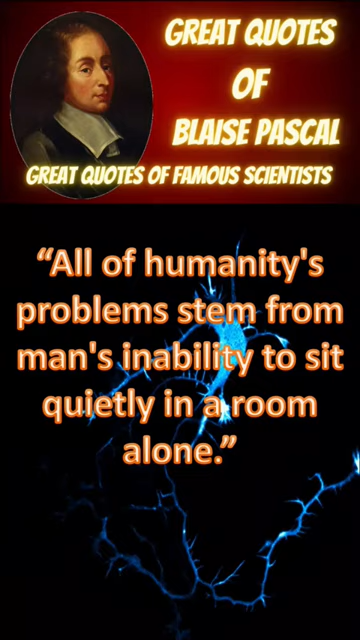 GREAT QUOTES
OF
BLAISE PASCAL
GREAT QUOTES OF FAMOUS SCIENTISTS
“All of humanity's
problems stem from
man's inability to sit
quietly in a room
alone.”